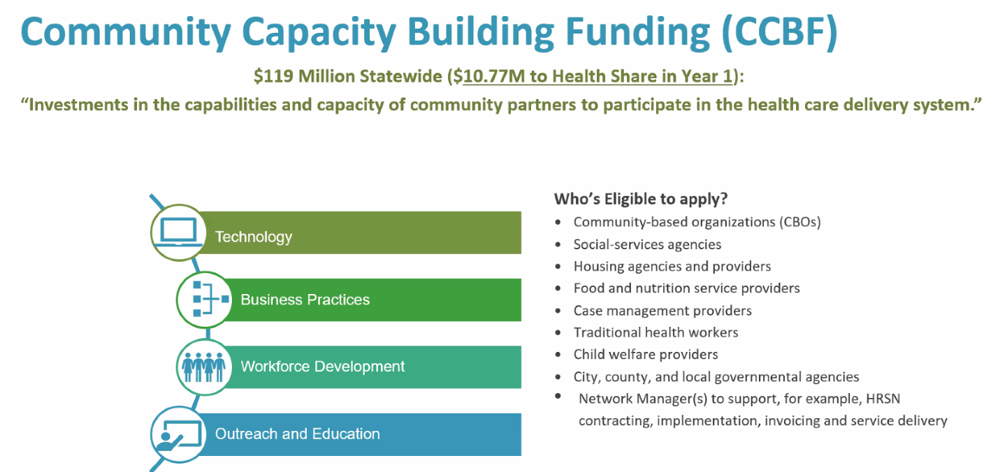 Community Capacity Building Funding (CCBF)
$119 Million Statewide ($10.77M to Health Share in Year 1):
“Investments in the capabilities and capacity of community partners to participate in the health care delivery system.”
Technology
Business Practices
Workforce Development
Outreach and Education
Who’s Eligible to apply?
• Community-based organizations (CBOs)
• Social-services agencies
• Housing agencies and providers
• Food and nutrition service providers
• Case management providers
• Traditional health workers
• Child welfare providers
• City, county, and local governmental agencies
• Network Manager(s) to support, for example, HRSN
contracting, implementation, invoicing and service delivery